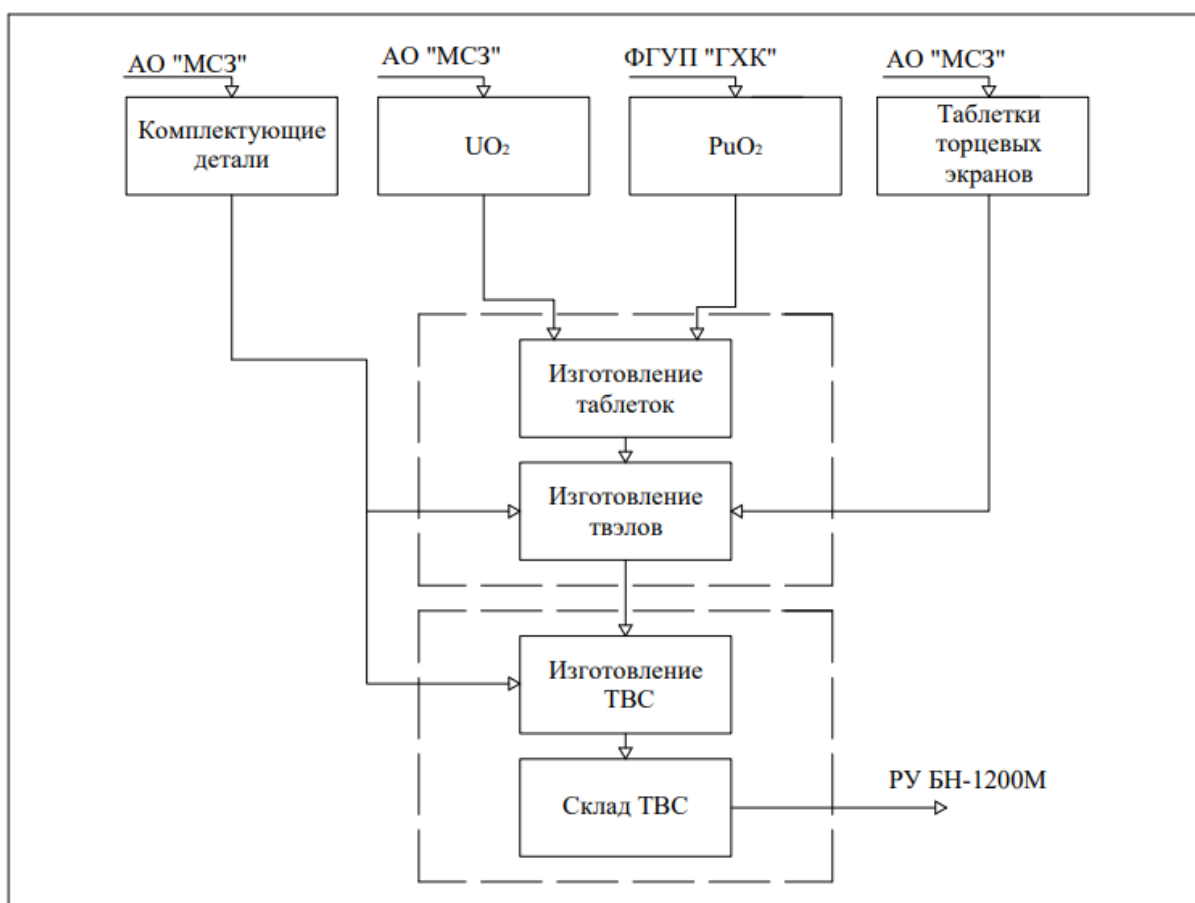 АО "МСЗ"
АО "МСЗ"
ФГУП "ГХК"
АО "МСЗ"
Комплектующие
детали
UO₂
PuO₂
Таблетки
торцевых
экранов
Изготовление
таблеток
Изготовление
твэлов
Изготовление
ТВС
Склад ТВС
РУ БН-1200М